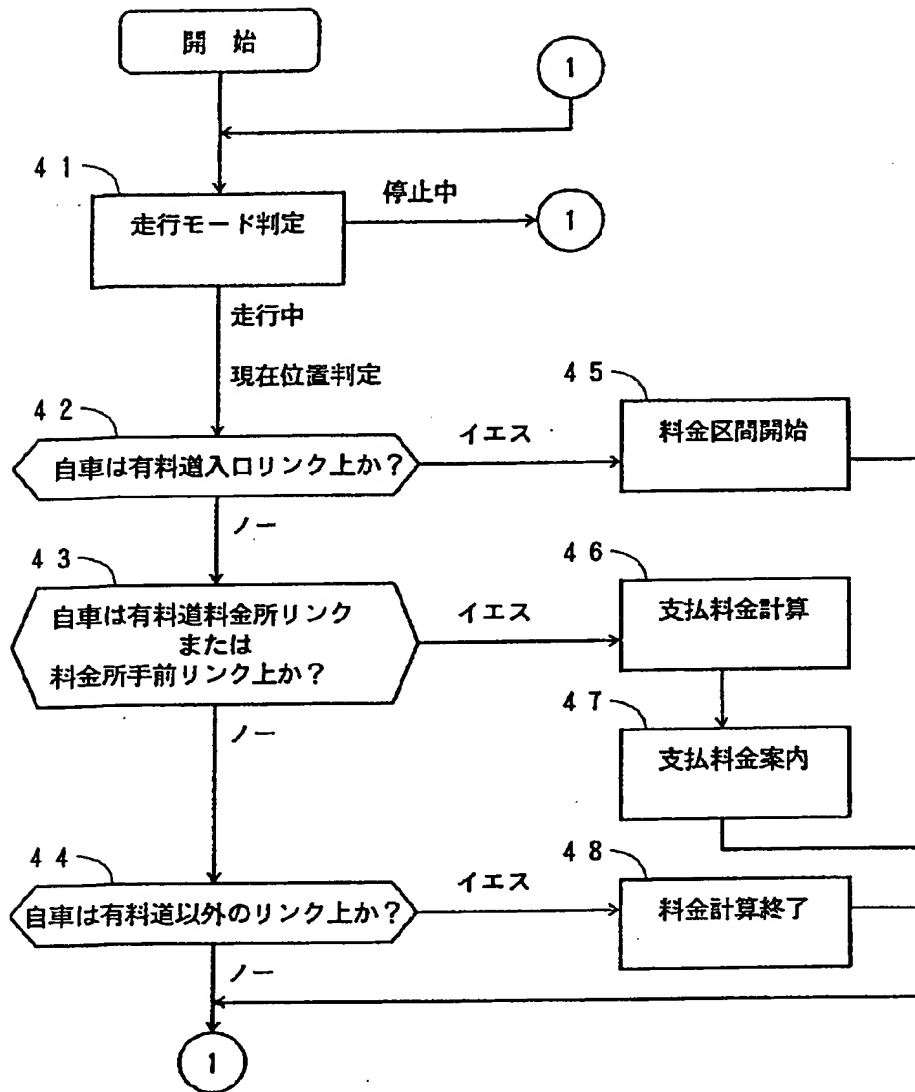 開 始
1
41
走行モード判定
停止中
1
走行中
現在位置判定
42
自車は有料道入口リンク上か?
イエス
45
料金区間開始
ノー
43
自車は有料道料金所リンク
または
料金所手前リンク上か?
イエス
46
支払料金計算
47
支払料金案内
ノー
44
自車は有料道以外のリンク上か?
イエス
48
料金計算終了
ノー
1